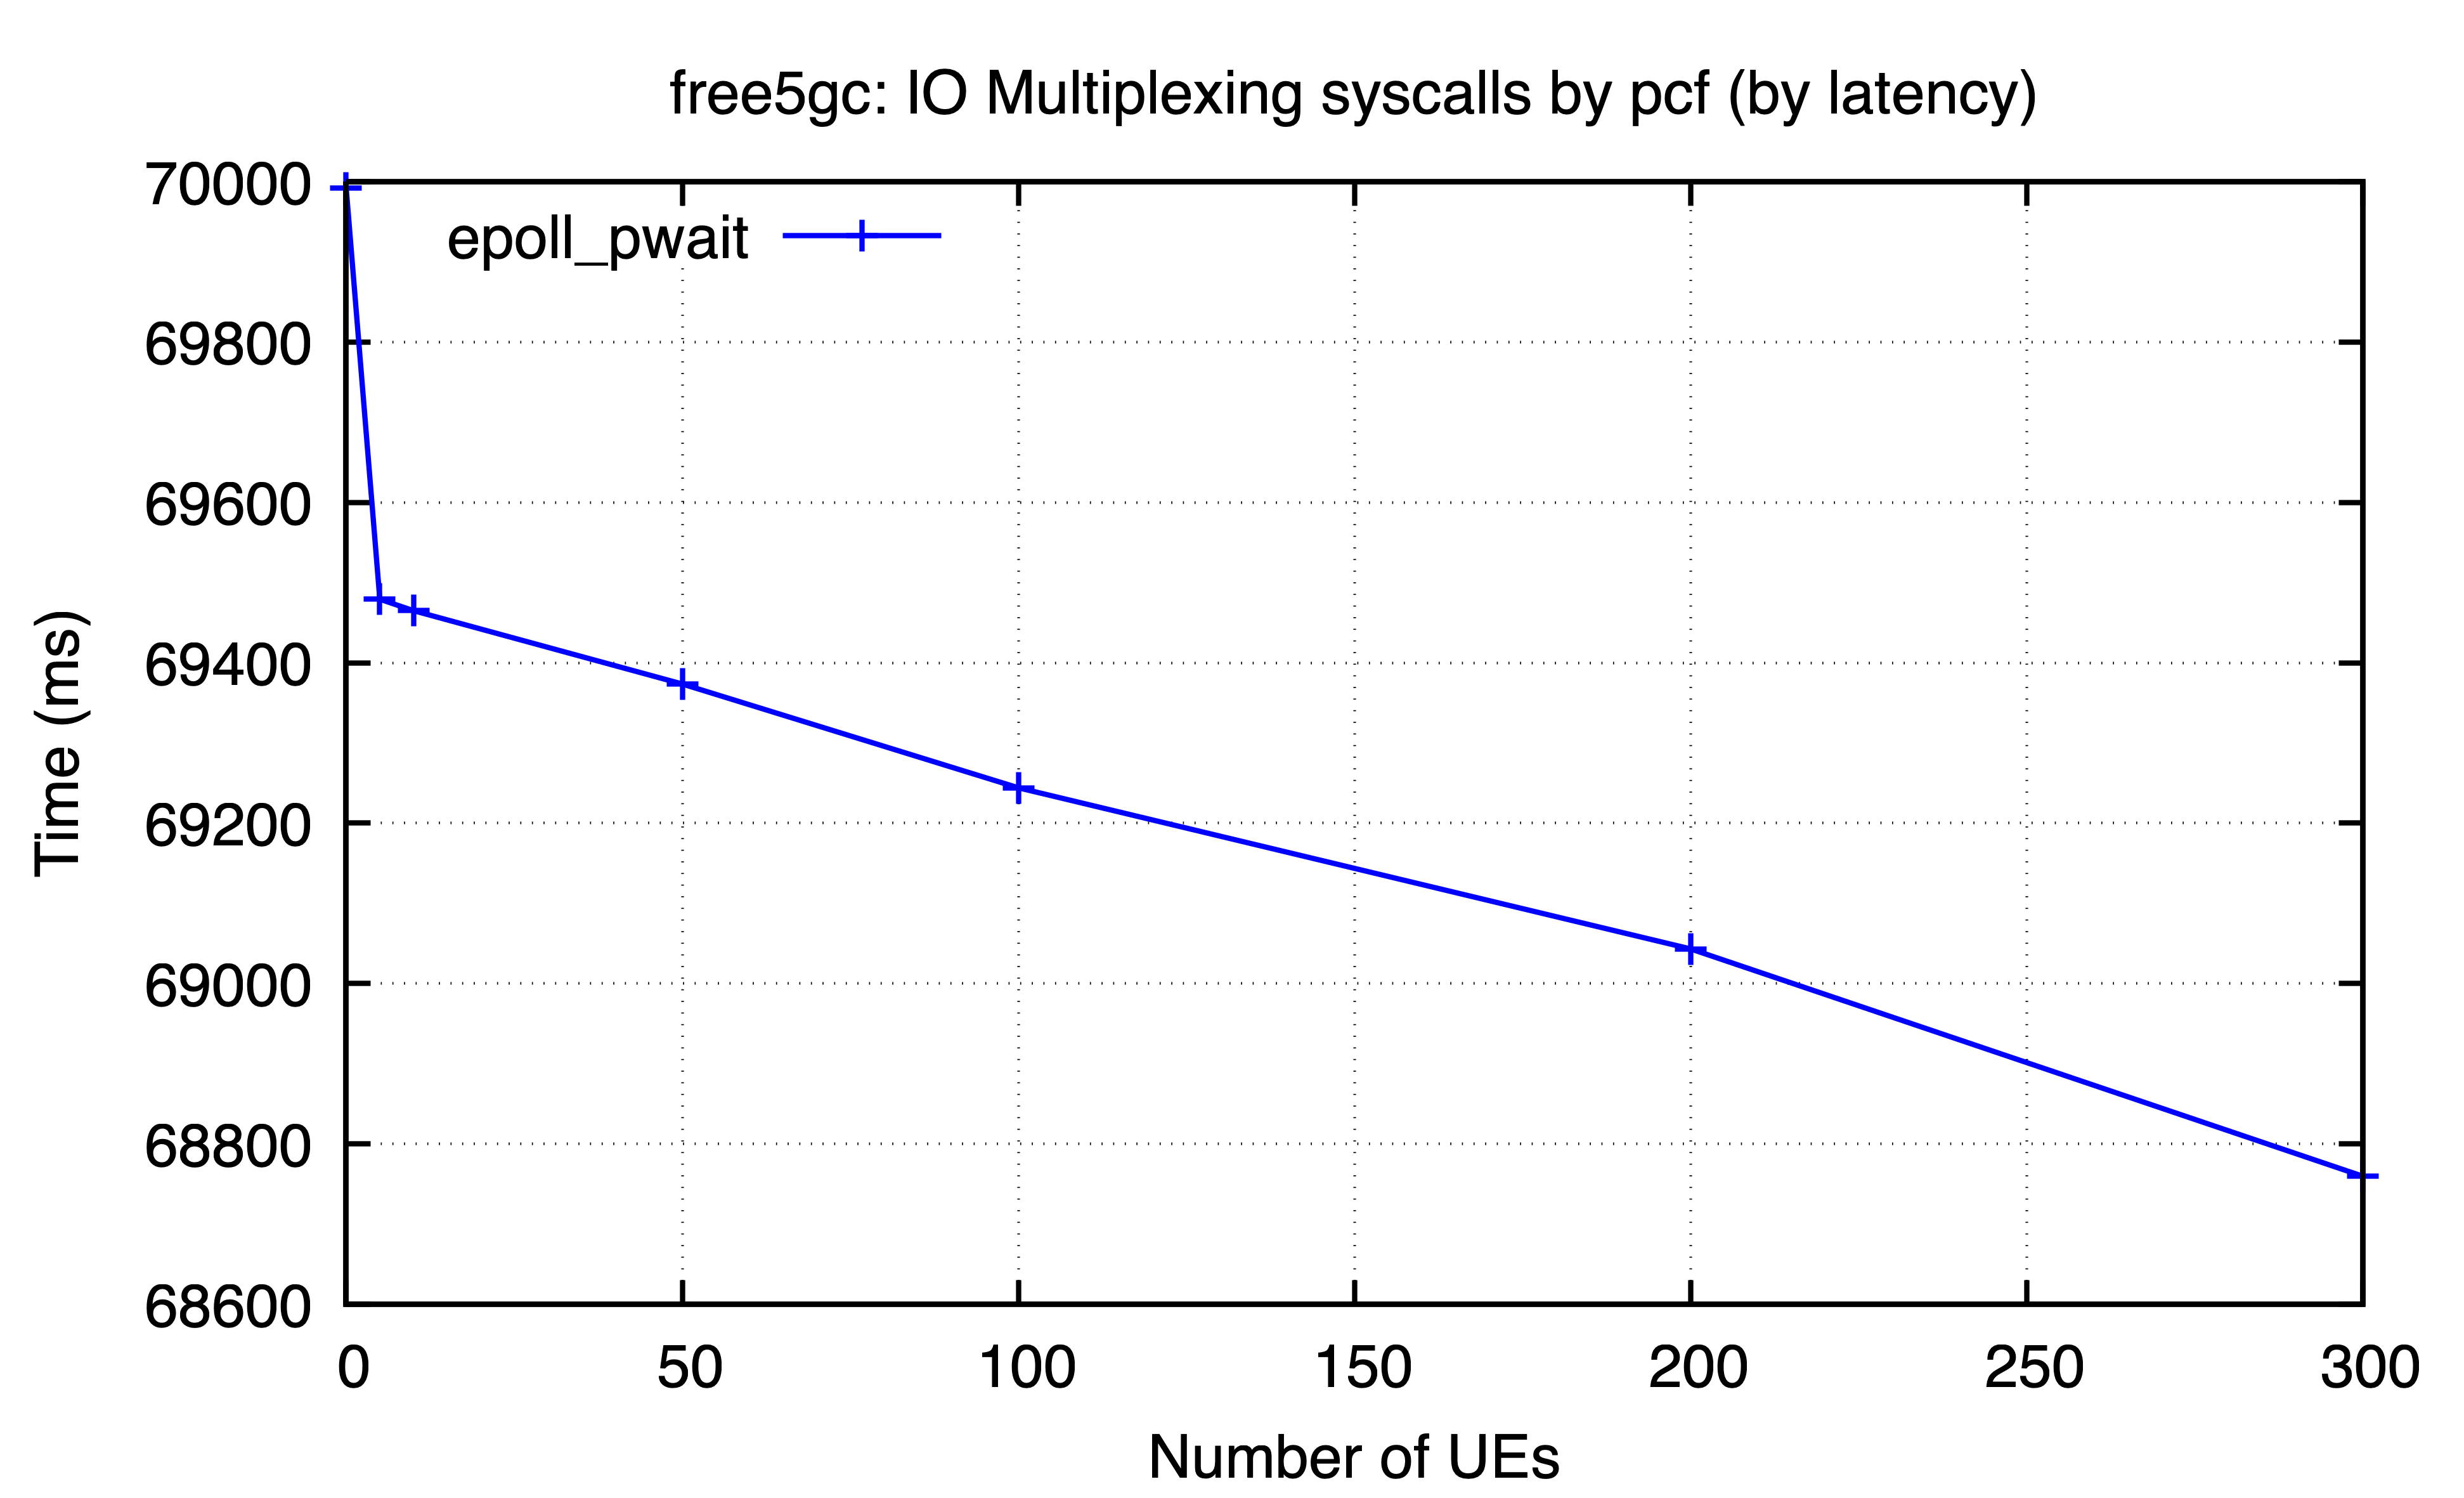 free5gc: IO Multiplexing syscalls by pcf (by latency)
epoll_pwait
70000
69800
69600
69400
69200
69000
68800
68600
Time (ms)
0 50 100 150 200 250 300
Number of UEs